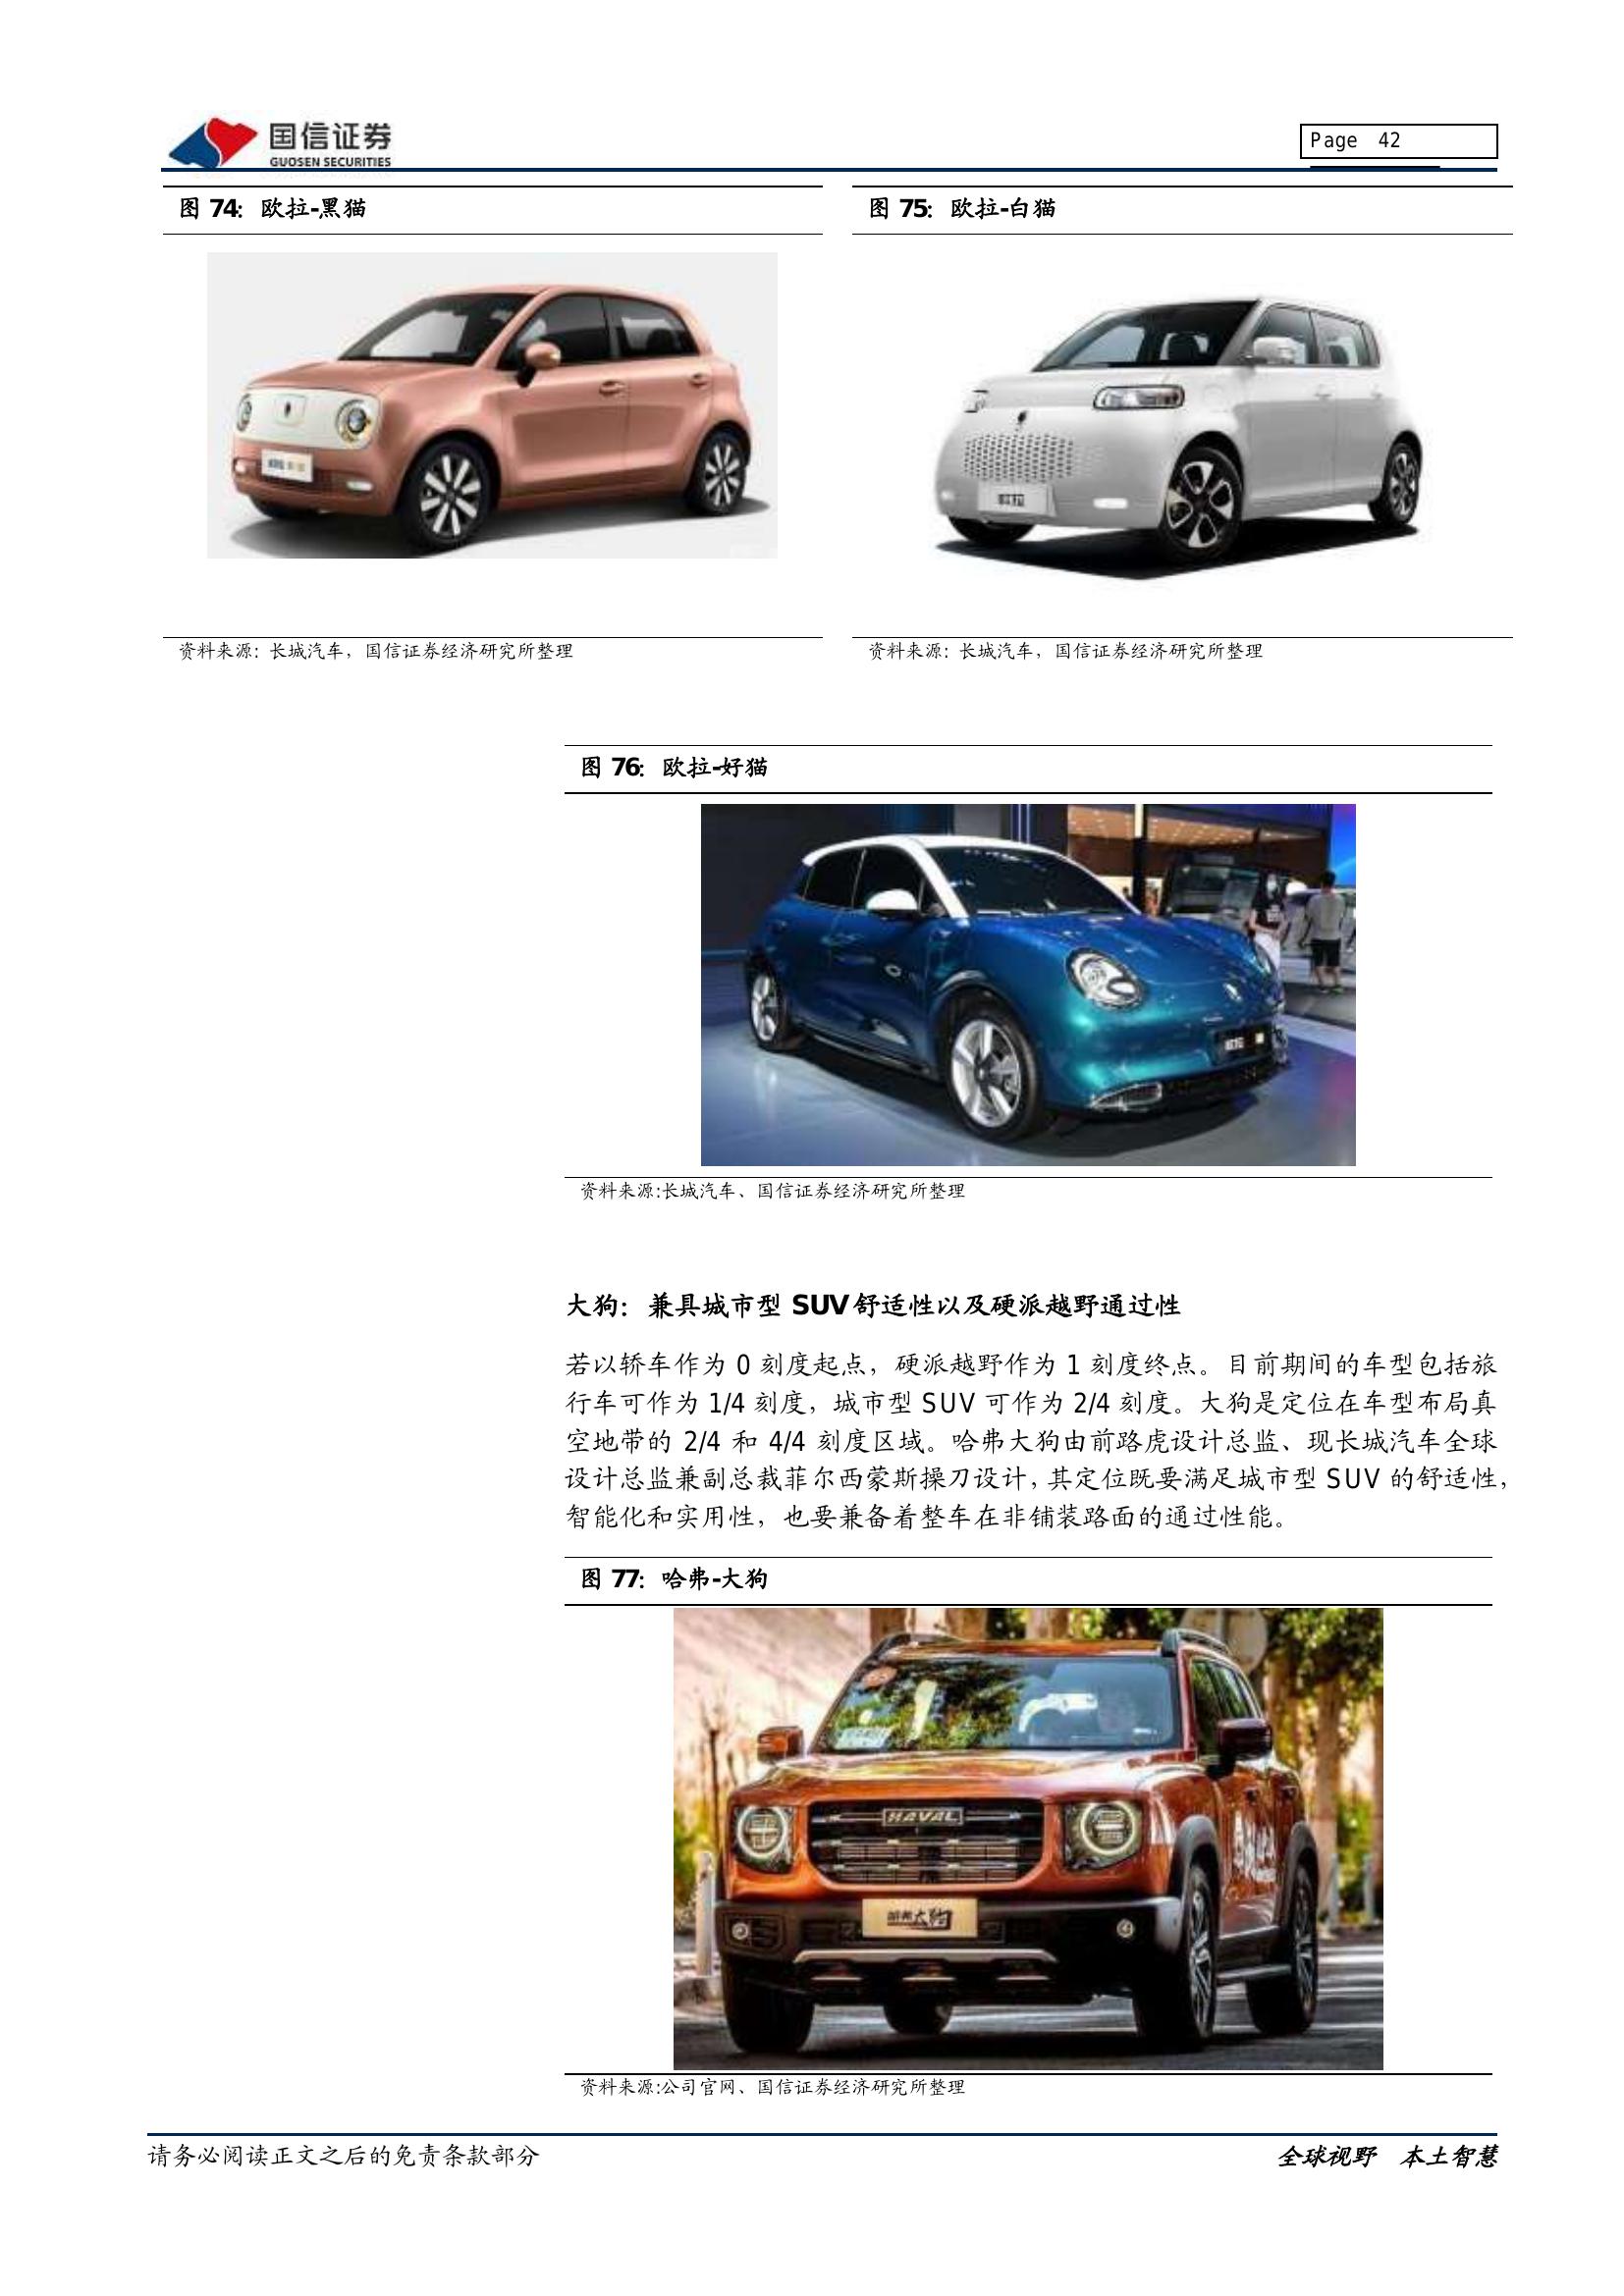 国信证券
GUOSEN SECURITIES
Page 42
图 74：欧拉-黑猫
图 75：欧拉-白猫
欧拉
资料来源：长城汽车，国信证券经济研究所整理
资料来源：长城汽车，国信证券经济研究所整理
图 76：欧拉-好猫
资料来源:长城汽车、国信证券经济研究所整理
大狗：兼具城市型 SUV 舒适性以及硬派越野通过性
若以轿车作为 0 刻度起点，硬派越野作为 1 刻度终点。目前期间的车型包括旅
行车可作为 1/4 刻度，城市型 SUV 可作为 2/4 刻度。大狗是定位在车型布局真
空地带的 2/4 和 4/4 刻度区域。哈弗大狗由前路虎设计总监、现长城汽车全球
设计总监兼副总裁菲尔西蒙斯操刀设计，其定位既要满足城市型 SUV 的舒适性，
智能化和实用性，也要兼备着整车在非铺装路面的通过性能。
图 77：哈弗-大狗
HAVAL
哈弗大狗
资料来源:公司官网、国信证券经济研究所整理
请务必阅读正文之后的免责条款部分
全球视野 本土智慧